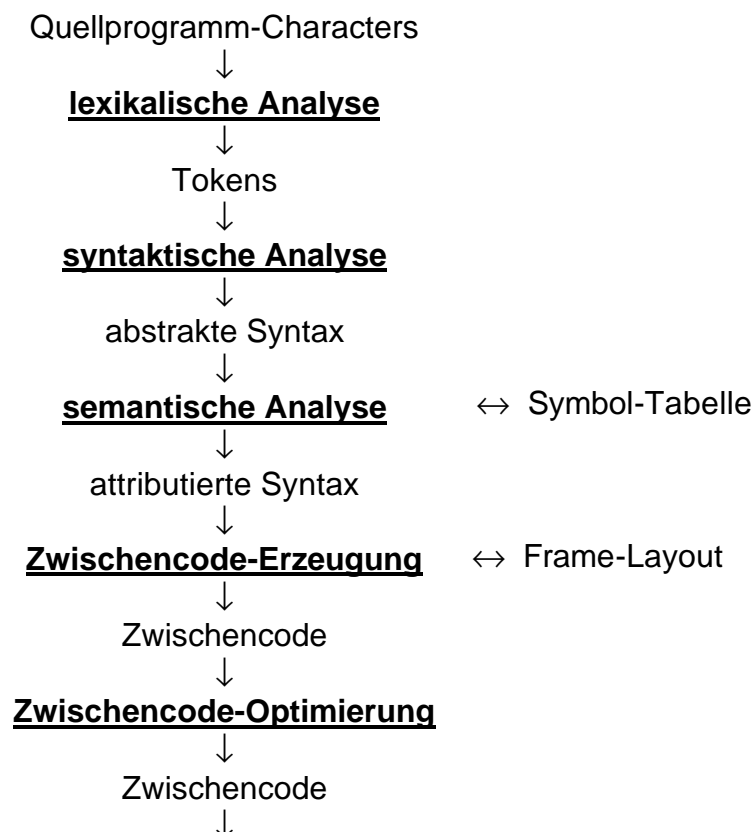 Quellprogramm-Characters
↓
lexikalische Analyse
↓
Tokens
↓
syntaktische Analyse
↓
abstrakte Syntax
↓
semantische Analyse ↔ Symbol-Tabelle
↓
attributierte Syntax
↓
Zwischencode-Erzeugung ↔ Frame-Layout
↓
Zwischencode
↓
Zwischencode-Optimierung
↓
Zwischencode
↓